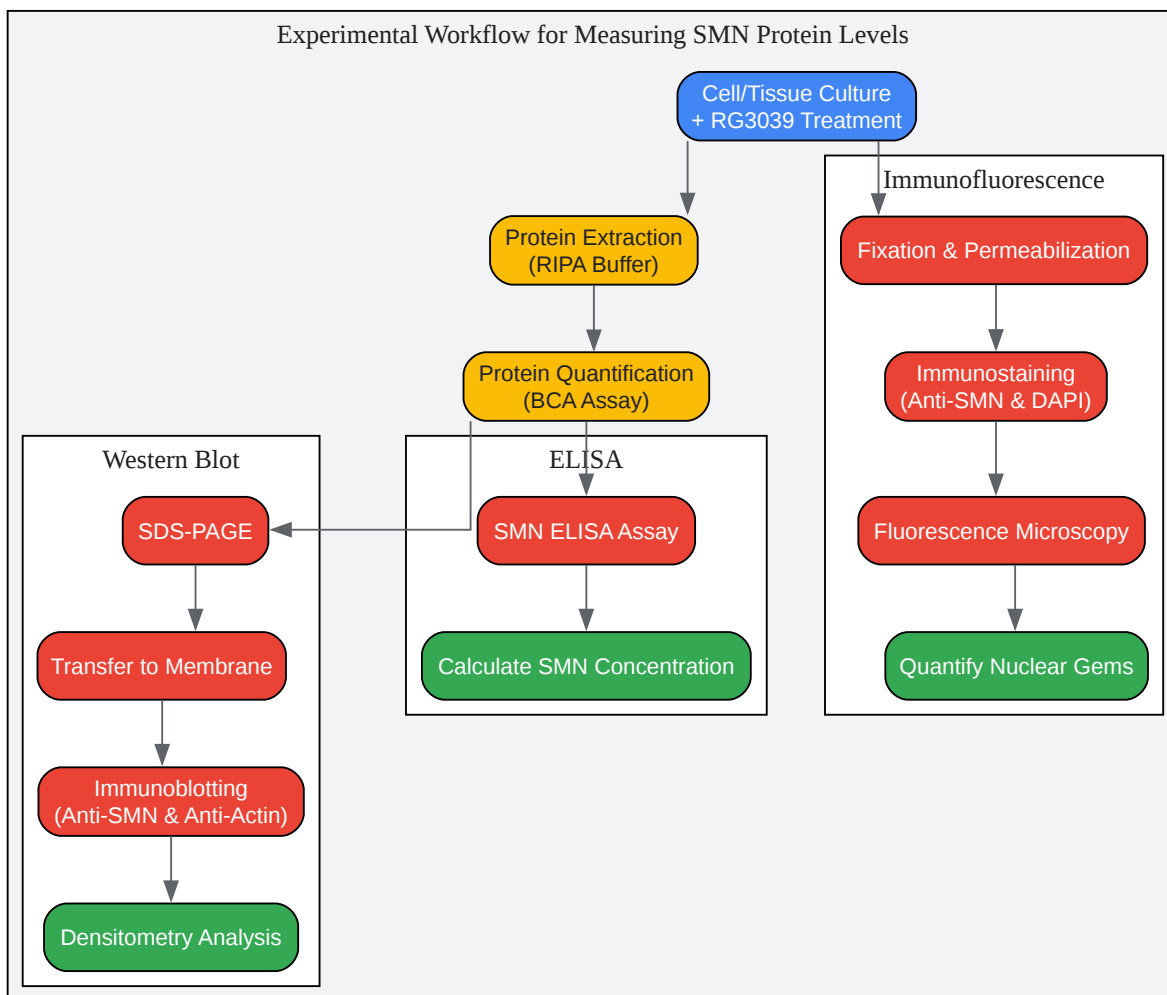 Experimental Workflow for Measuring SMN Protein Levels
Cell/Tissue Culture
+ RG3039 Treatment
Immunofluorescence
Protein Extraction
(RIPA Buffer)
Fixation & Permeabilization
Protein Quantification
(BCA Assay)
Immunostaining
(Anti-SMN & DAPI)
Western Blot
ELISA
SDS-PAGE
SMN ELISA Assay
Fluorescence Microscopy
Transfer to Membrane
Calculate SMN Concentration
Quantify Nuclear Gems
Immunoblotting
(Anti-SMN & Anti-Actin)
Densitometry Analysis